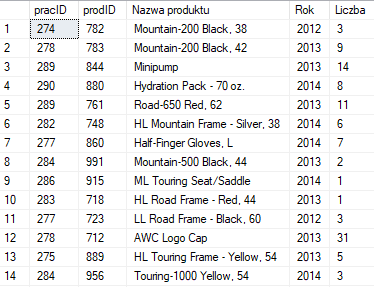 pracID prodID Nazwa produktu Rok Liczba
1 274 782 Mountain-200 Black, 38 2012 3
2 278 783 Mountain-200 Black, 42 2013 9
3 289 844 Minipump 2013 14
4 290 880 Hydration Pack - 70 oz. 2014 8
5 289 761 Road-650 Red, 62 2013 11
6 282 748 HL Mountain Frame - Silver, 38 2014 6
7 277 860 Half-Finger Gloves, L 2014 7
8 284 991 Mountain-500 Black, 44 2013 2
9 286 915 ML Touring Seat/Saddle 2014 1
10 283 718 HL Road Frame - Red, 44 2013 1
11 277 723 LL Road Frame - Black, 60 2012 3
12 278 712 AWC Logo Cap 2013 31
13 275 889 HL Touring Frame - Yellow, 54 2013 5
14 284 956 Touring-1000 Yellow, 54 2014 3